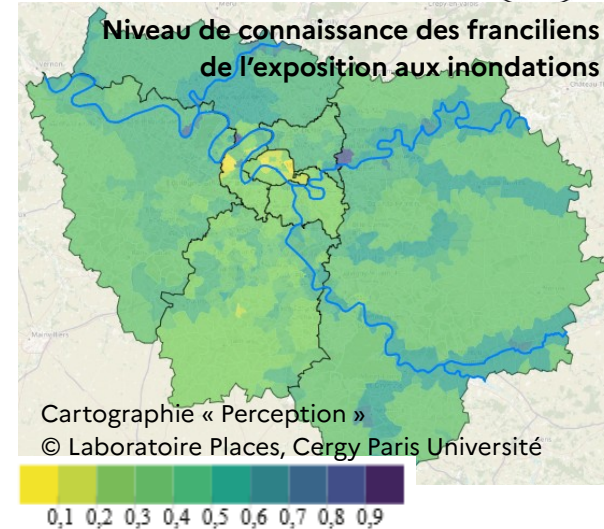 Niveau de connaissance des franciliens
de l'exposition aux inondations
Cartographie « Perception »
© Laboratoire Places, Cergy Paris Université
0,1 0,2 0,3 0,4 0,5 0,6 0,7 0,8 0,9